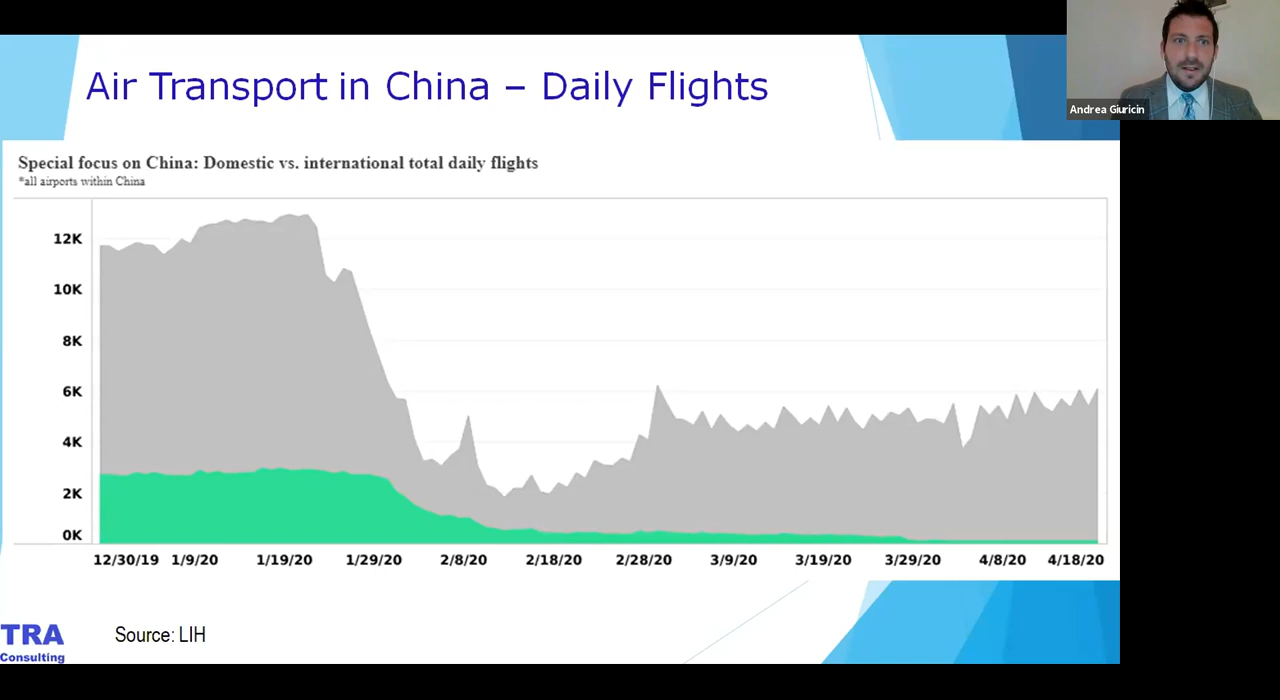 Air Transport in China – Daily Flights
Andrea Giuricin
Special focus on China: Domestic vs. international total daily flights
*all airports within China
12K
10K
8K
6K
4K
2K
0K
12/30/19 1/9/20 1/19/20 1/29/20 2/8/20 2/18/20 2/28/20 3/9/20 3/19/20 3/29/20 4/8/20 4/18/20
TRA
Consulting
Source: LIH